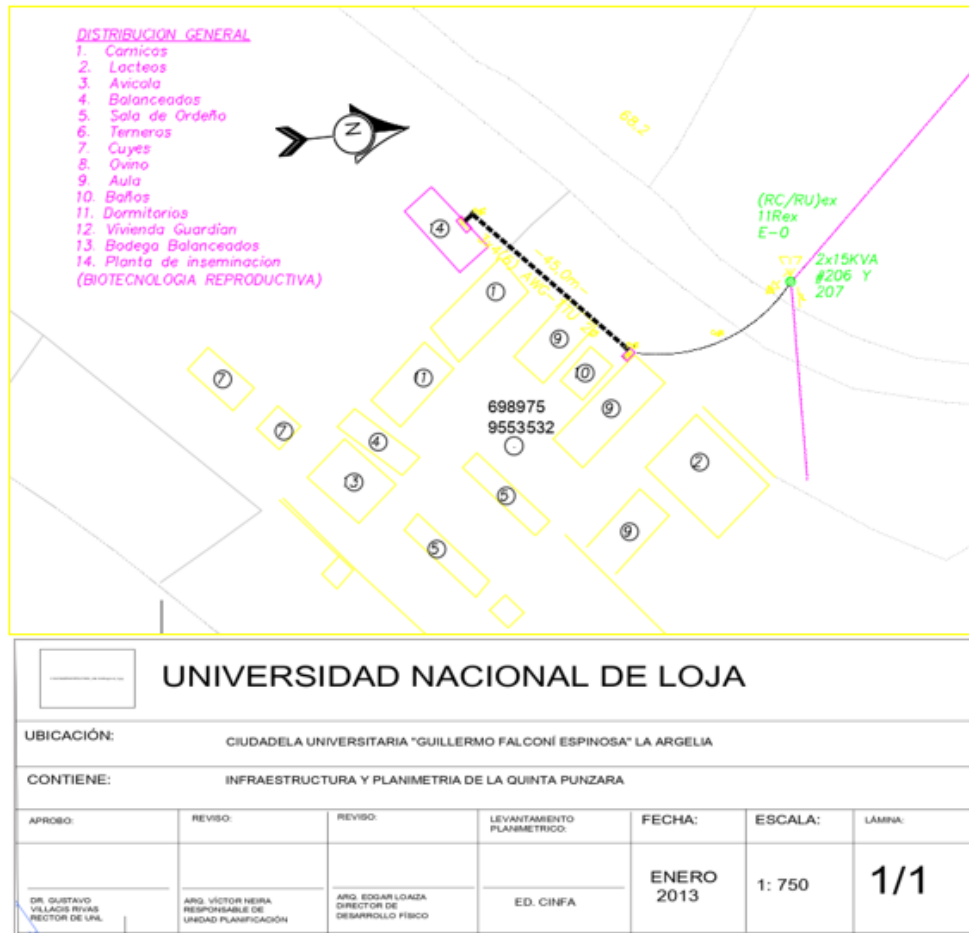 DISTRIBUCION GENERAL
1. Carnicos
2. Lacteos
3. Avicola
4. Balanceados
5. Sala de Ordeño
6. Terneros
7. Cuyes
8. Ovino
9. Aula
10. Baños
11. Dormitorios
12. Vivienda Guardian
13. Bodega Balanceados
14. Planta de inseminacion
(BIOTECNOLOGIA REPRODUCTIVA)
N
68.2
(RC/RU)ex
11Rex
E-0
2x15KVA
#206 Y
207
14
-45.0m-
1
9
10
7
11
9
7
4
698975
9553532
2
13
5
9
5
UNIVERSIDAD NACIONAL DE LOJA
UBICACIÓN:
CIUDADELA UNIVERSITARIA "GUILLERMO FALCONÍ ESPINOSA" LA ARGELIA
CONTIENE:
INFRAESTRUCTURA Y PLANIMETRIA DE LA QUINTA PUNZARA
APROBO:
REVISO:
REVISO:
LEVANTAMIENTO
PLANIMETRICO:
FECHA:
ESCALA:
LÁMINA:
DR. GUSTAVO
VILLACIS RIVAS
RECTOR DE UNL
ARQ. VÍCTOR NEIRA
RESPONSABLE DE
UNIDAD PLANIFICACIÓN
ARQ. EDGAR LOAIZA
DIRECTOR DE
DESARROLLO FÍSICO
ED. CINFA
ENERO
2013
1: 750
1/1